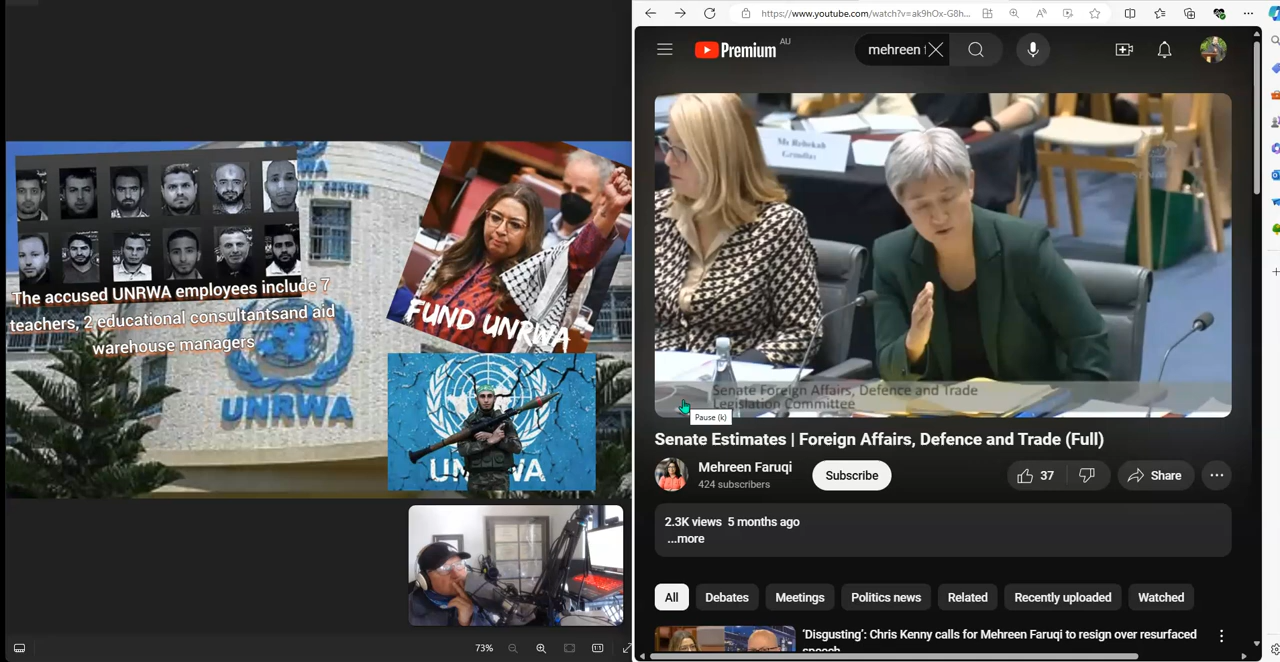 The accused UNRWA employees include 7
teachers, 2 educational consultantsand aid
warehouse managers
UNRWA
FUND UNRWA
73%
https://www.youtube.com/watch?v=ak9hOx-G8h...
Premium
AU
mehreen
Ms Rebekah
Grindlay
Senate Foreign Affairs, Defence and Trade
Legislation Committee
Pause (k)
Senate Estimates | Foreign Affairs, Defence and Trade (Full)
Mehreen Faruqi
424 subscribers
Subscribe
37
Share
2.3K views 5 months ago
...more
All
Debates
Meetings
Politics news
Related
Recently uploaded
Watched
'Disgusting': Chris Kenny calls for Mehreen Faruqi to resign over resurfaced
speech